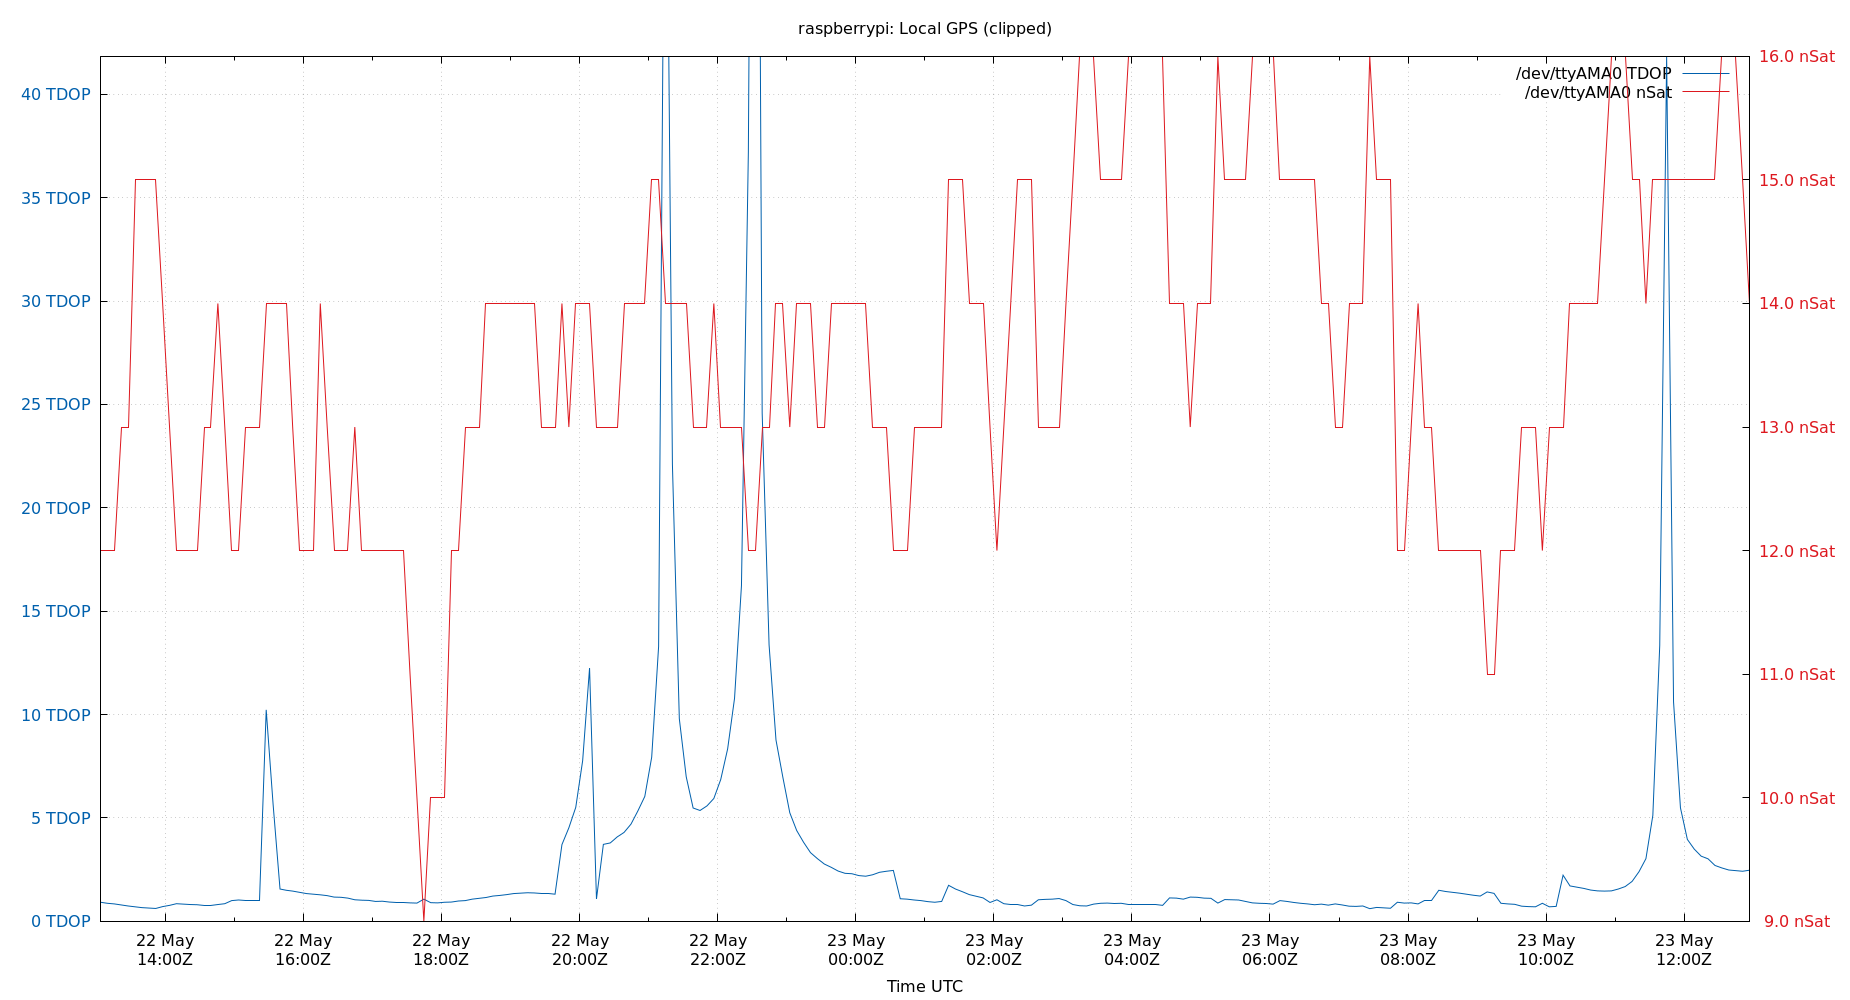 raspberrypi: Local GPS (clipped)
/dev/ttyAMA0 TDOP
/dev/ttyAMA0 nSat
40 TDOP
35 TDOP
30 TDOP
25 TDOP
20 TDOP
15 TDOP
10 TDOP
5 TDOP
0 TDOP
16.0 nSat
15.0 nSat
14.0 nSat
13.0 nSat
12.0 nSat
11.0 nSat
10.0 nSat
9.0 nSat
22 May
14:00Z
22 May
16:00Z
22 May
18:00Z
22 May
20:00Z
22 May
22:00Z
23 May
00:00Z
23 May
02:00Z
23 May
04:00Z
23 May
06:00Z
23 May
08:00Z
23 May
10:00Z
23 May
12:00Z
Time UTC